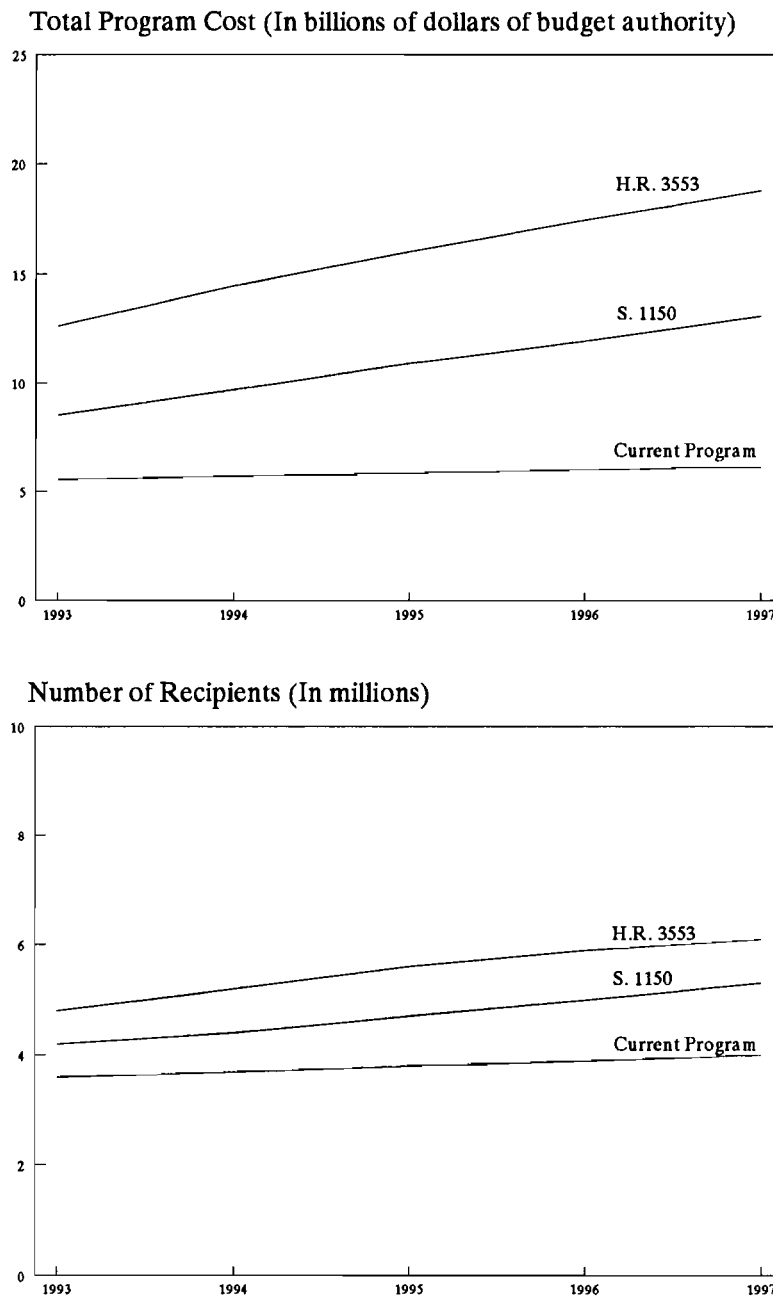 Total Program Cost (In billions of dollars of budget authority)
25
20
15
10
5
0
H.R. 3553
S. 1150
Current Program
1993 1994 1995 1996 1997
Number of Recipients (In millions)
10
8
6
4
2
0
H.R. 3553
S. 1150
Current Program
1993 1994 1995 1996 1997